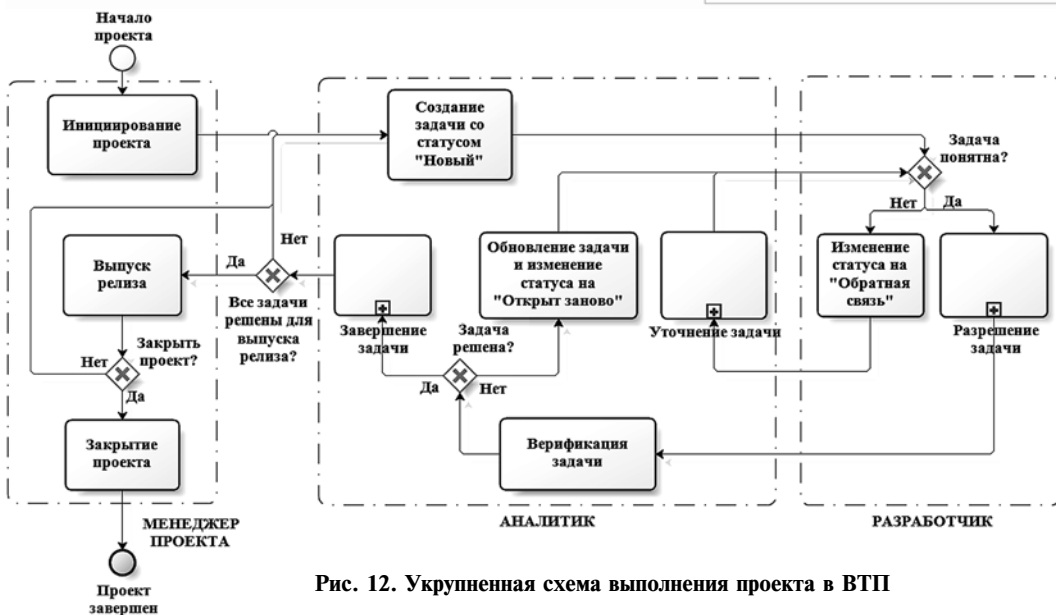 Начало
проекта
Инициирование
проекта
Создание
задачи со
статусом
"Новый"
Задача
понятна?
Нет
Да
Выпуск
релиза
Да
Нет
Все задачи
решены для
выпуска
релиза?
Завершение
задачи
Обновление задачи
и изменение
статуса на
"Открыт заново"
Уточнение задачи
Изменение
статуса на
"Обратная
связь"
Разрешение
задачи
Закрыть
проект?
Нет
Да
Задача
решена?
Да
Нет
Закрытие
проекта
Верификация
задачи
МЕНЕДЖЕР
ПРОЕКТА
АНАЛИТИК
РАЗРАБОТЧИК
Проект
завершен
Рис. 12. Укрупненная схема выполнения проекта в ВТП